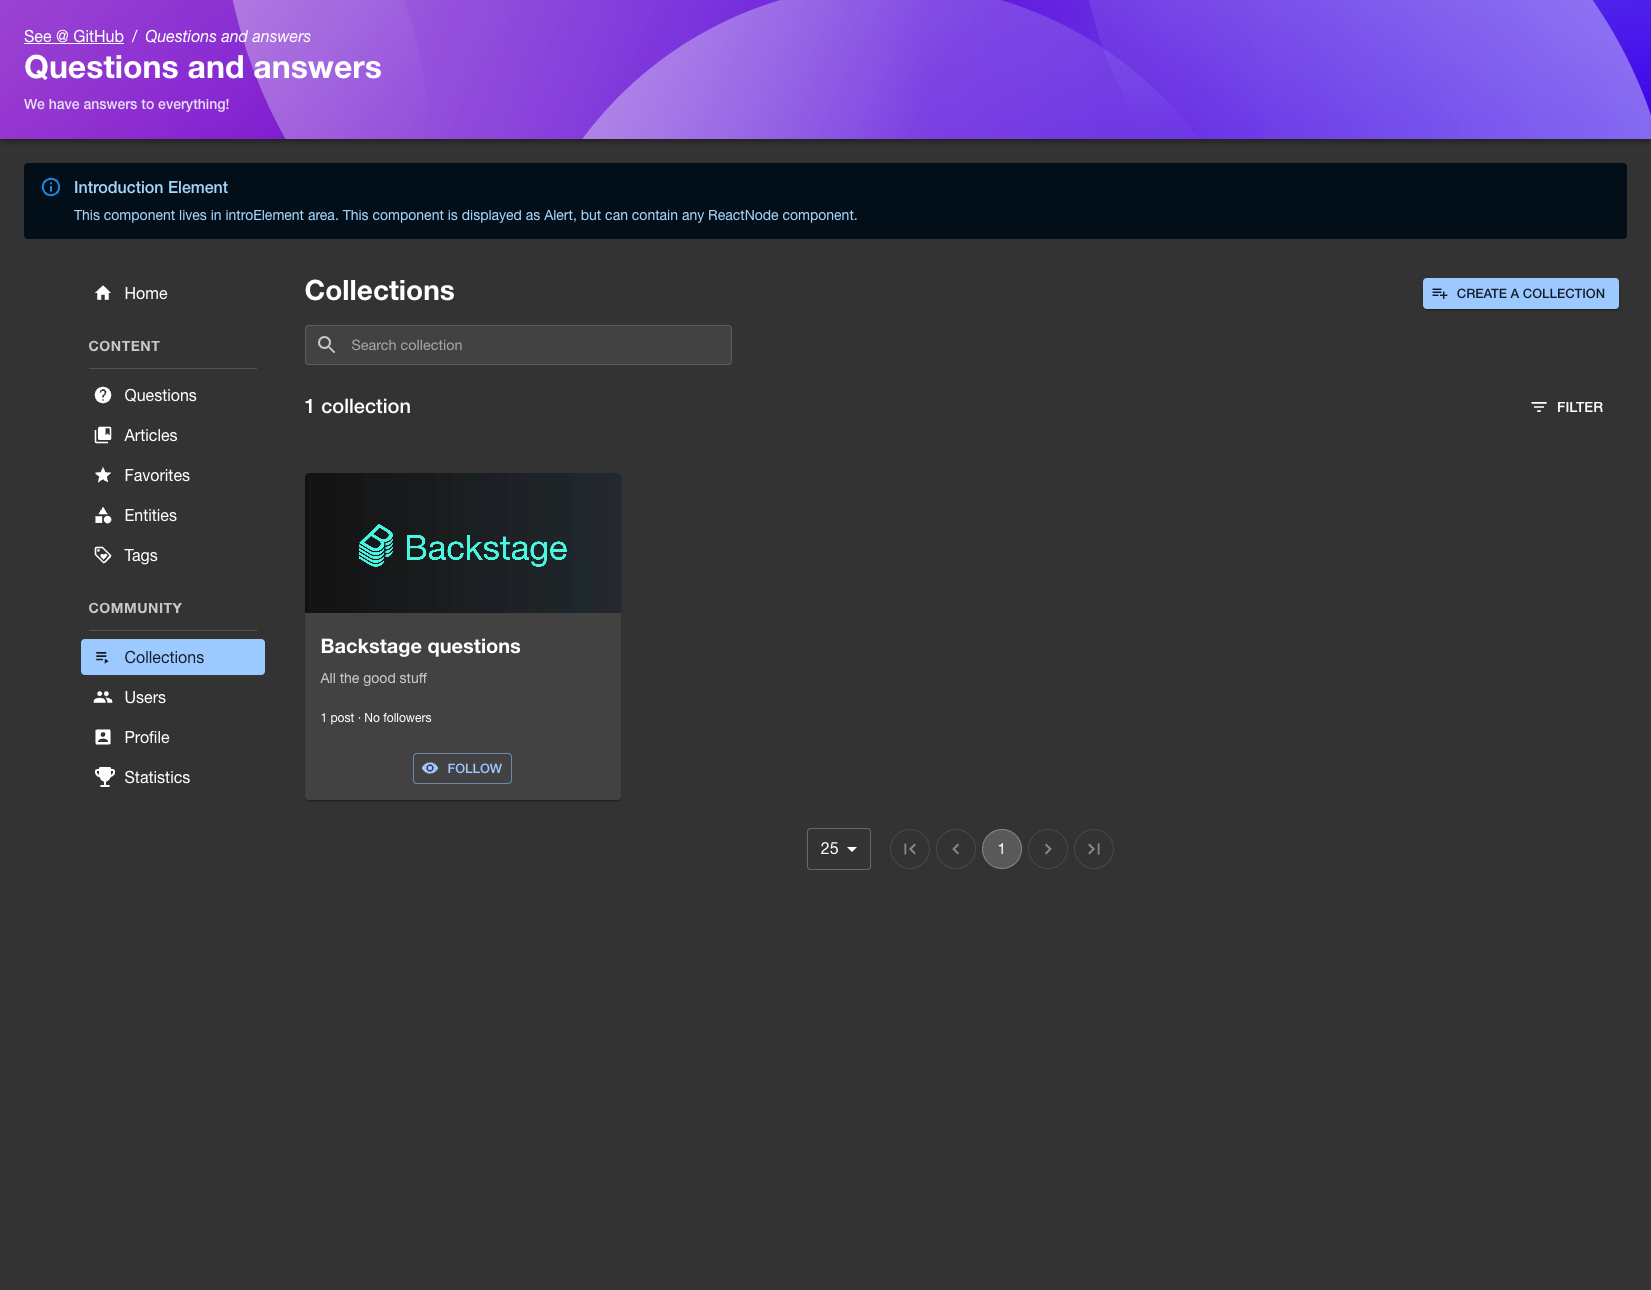 See @ GitHub / Questions and answers
Questions and answers
We have answers to everything!
Introduction Element
This component lives in introElement area. This component is displayed as Alert, but can contain any ReactNode component.
Home
CONTENT
Questions
Articles
Favorites
Entities
Tags
COMMUNITY
Collections
Users
Profile
Statistics
Collections
CREATE A COLLECTION
Search collection
1 collection
FILTER
Backstage
Backstage questions
All the good stuff
1 post · No followers
FOLLOW
25
1